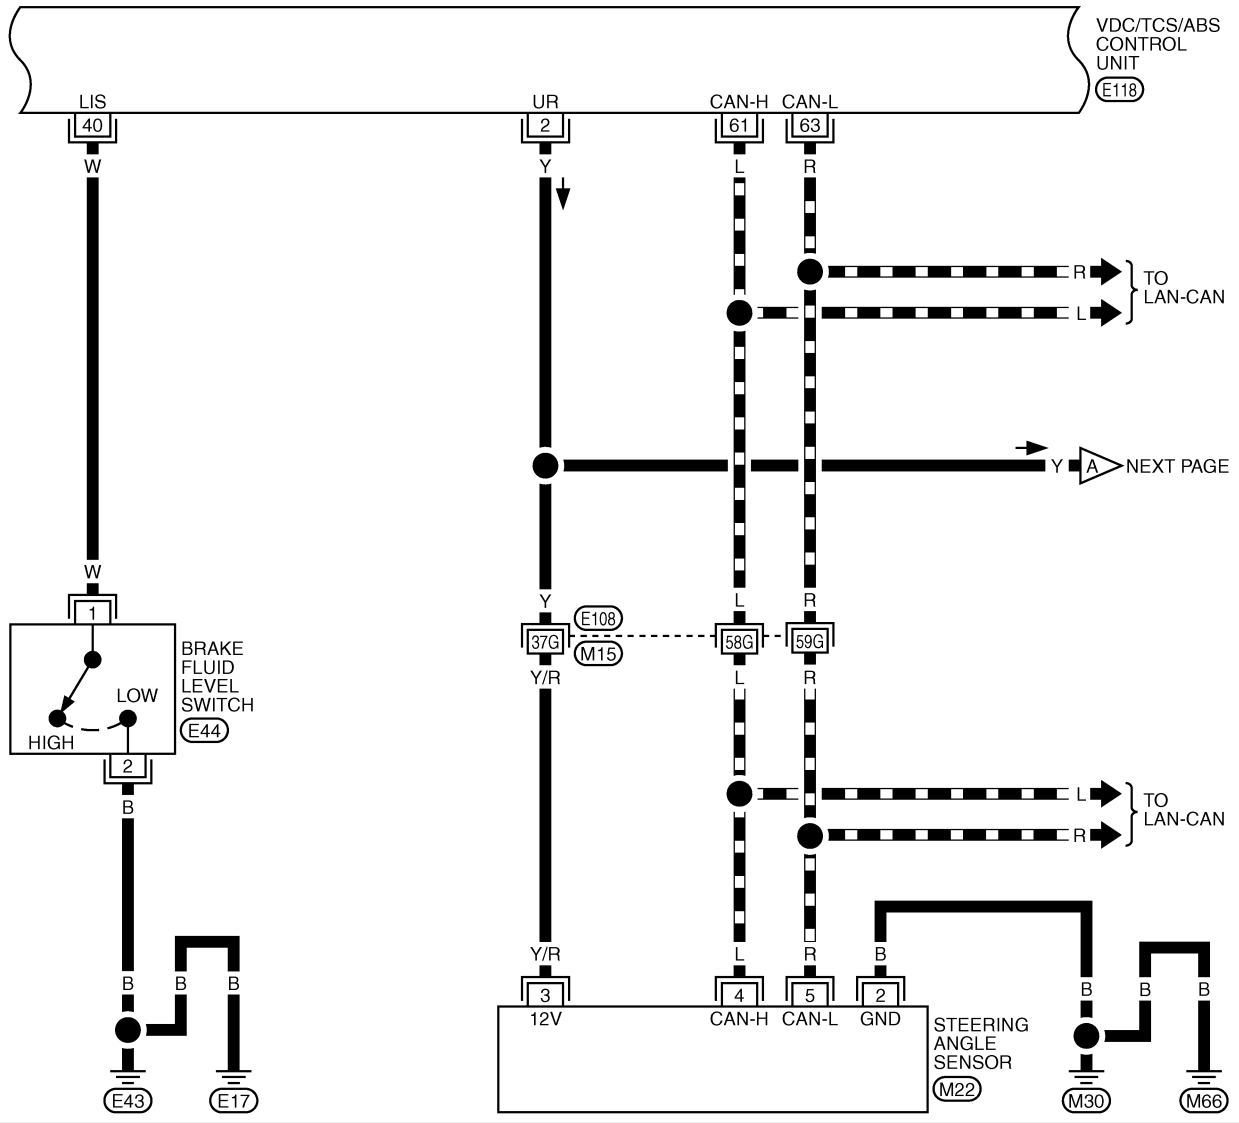 VDC/TCS/ABS
CONTROL
UNIT
E118
LIS UR CAN-H CAN-L
40 2 61 63
W Y L R
R
TO
LAN-CAN
L
Y A NEXT PAGE
W Y L R
1
E108
37G 58G 59G
M15
Y/R L R
BRAKE
FLUID
LEVEL
SWITCH
E44
LOW
HIGH
2
B
L
TO
LAN-CAN
R
Y/R L R B
B B B
B B B
3 4 5 2
12V CAN-H CAN-L GND
STEERING
ANGLE
SENSOR
M22
E43 E17 M30 M66